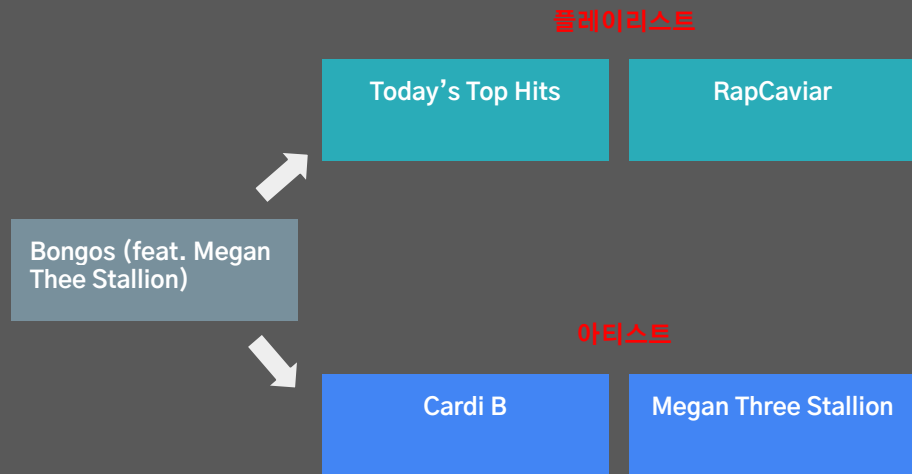 플레이리스트
Today’s Top Hits
RapCaviar
Bongos (feat. Megan
Thee Stallion)
아티스트
Cardi B
Megan Three Stallion